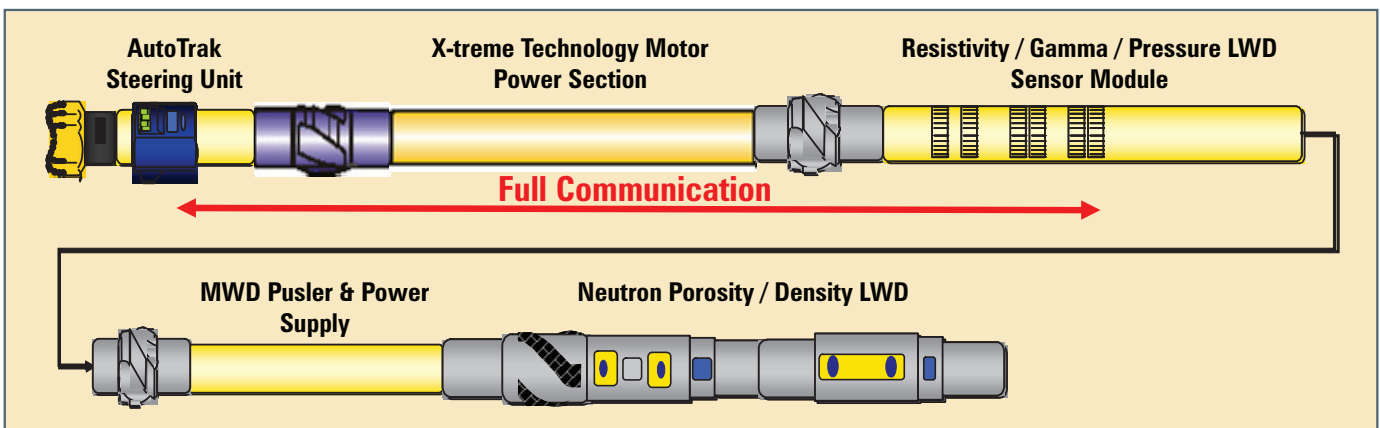 AutoTrak
Steering Unit
X-treme Technology Motor
Power Section
Resistivity / Gamma / Pressure LWD
Sensor Module
Full Communication
MWD Pusler & Power
Supply
Neutron Porosity / Density LWD